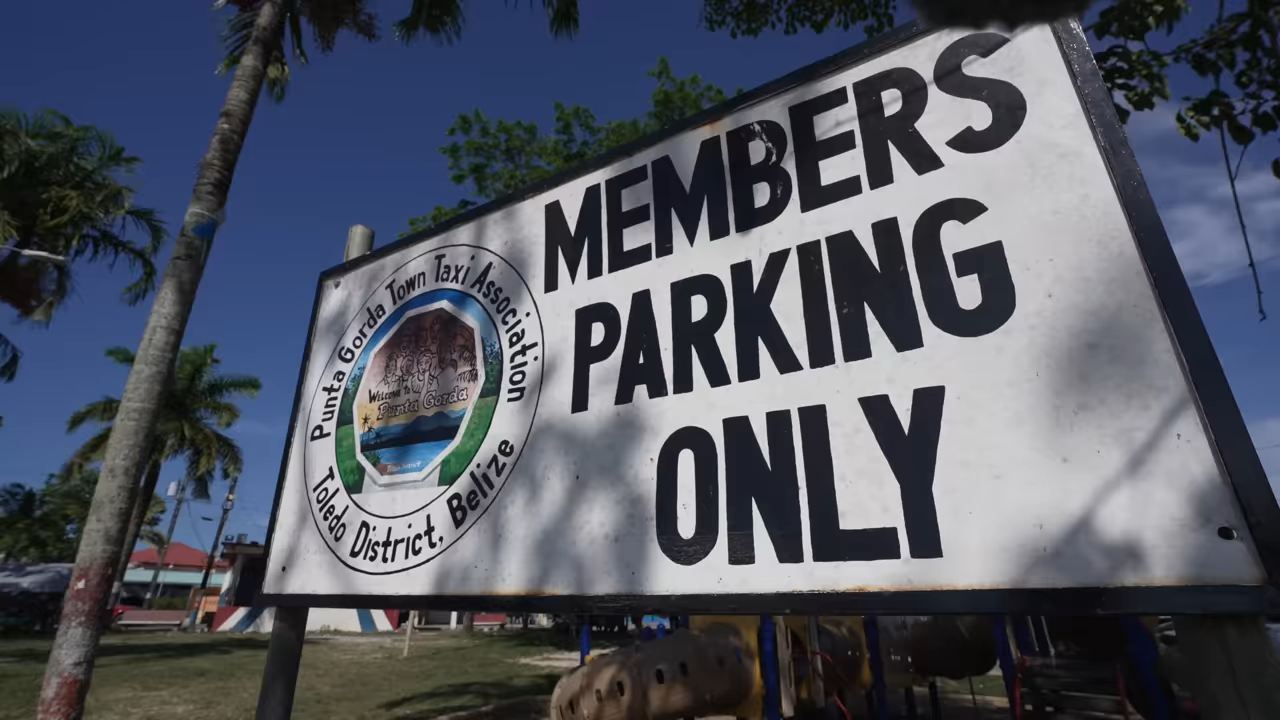 Punta Gorda Town Taxi Association
Welcome to
Punta Gorda
Toledo District, Belize
MEMBERS
PARKING
ONLY